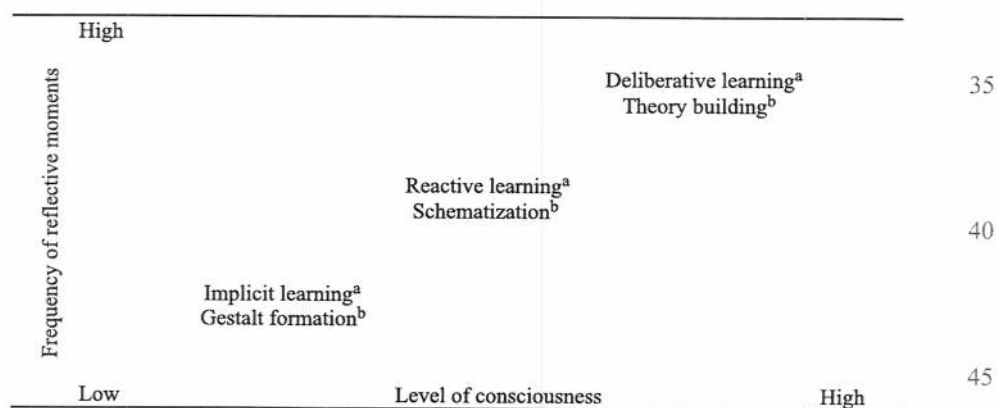 High
Frequency of reflective moments
Deliberative learningᵃ
Theory buildingᵇ
35
Reactive learningᵃ
Schematizationᵇ
40
Implicit learningᵃ
Gestalt formationᵇ
45
Low Level of consciousness High